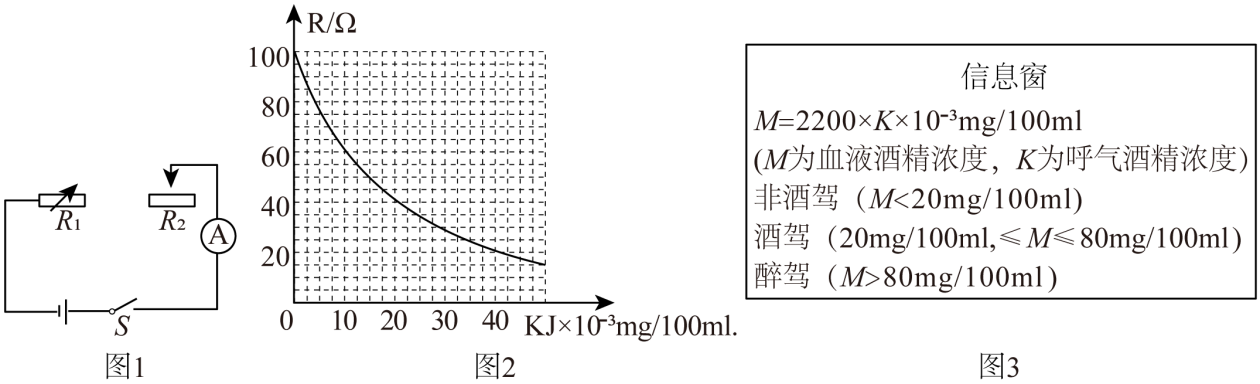 R₁
R₂
A
S
图1
R/Ω
100
80
60
40
20
0 10 20 30 40 KJ×10⁻³mg/100ml.
图2
信息窗
M=2200×K×10⁻³mg/100ml
(M为血液酒精浓度，K为呼气酒精浓度)
非酒驾（M<20mg/100ml)
酒驾（20mg/100ml,≤M≤80mg/100ml)
醉驾（M>80mg/100ml)
图3